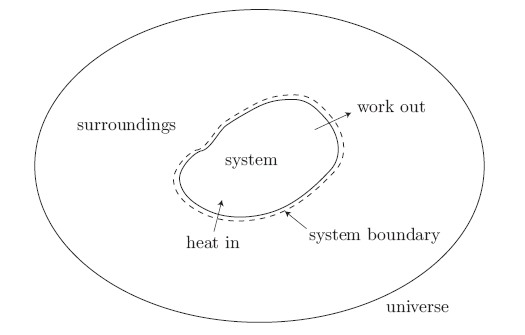 work out
surroundings
system
system boundary
heat in
universe